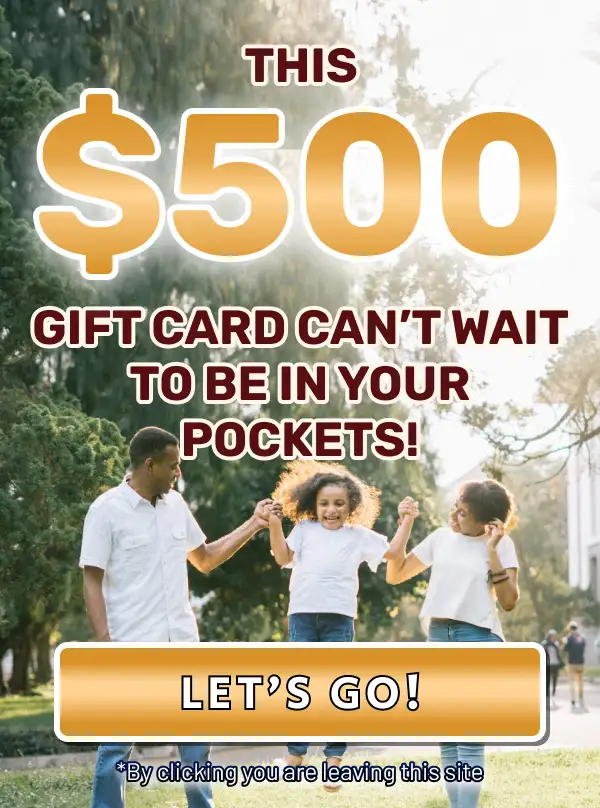 THIS
$500
GIFT CARD CAN'T WAIT
TO BE IN YOUR
POCKETS!
LET'S GO!
*By clicking you are leaving this site